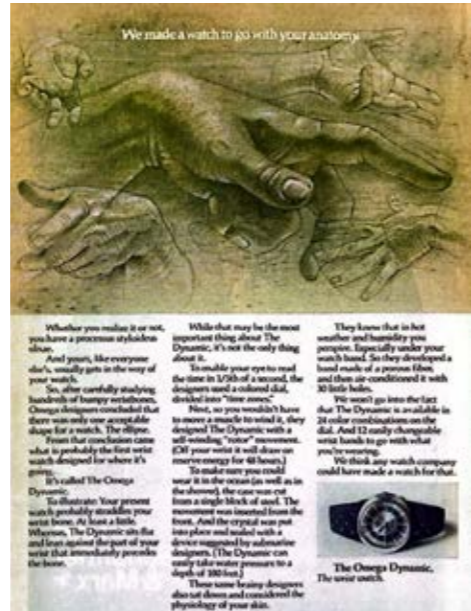 We made a watch to go with your anatomy.
Whether you realize it or not,
you have a processus styloideus
ulnae.
And yours, like everyone
else's, usually gets in the way of
your watch.
So, after carefully studying
hundreds of bumpy wristbones,
Omega designers concluded that
there was only one acceptable
shape for a watch. The ellipse.
From that conclusion came
what is probably the first wrist
watch designed for where it's
going.
It's called The Omega
Dynamic.
To illustrate: Your present
watch probably straddles your
wrist bone. At least a little.
Whereas, The Dynamic sits flat
and lean against the part of your
wrist that immediately precedes
the bone.
While that may be the most
important thing about The
Dynamic, it's not the only thing
about it.
To enable your eye to read
the time in 1/5th of a second, the
designers used a colored dial,
divided into "time zones."
Next, so you wouldn't have
to move a muscle to wind it, they
designed The Dynamic with a
self-winding "rotor" movement.
(Off your wrist it will draw on
reserve energy for 48 hours.)
To make sure you could
wear it in the ocean (as well as in
the shower), the case was cut
from a single block of steel. The
movement was inserted from the
front. And the crystal was put
into place and sealed with a
device suggested by submarine
designers. (The Dynamic can
easily take water pressure to a
depth of 100 feet.)
These same brainy designers
also sat down and considered the
physiology of your skin.
They knew that in hot
weather and humidity you
perspire. Especially under your
watch band. So they developed a
band made of a porous fiber,
and then air-conditioned it with
30 little holes.
We won't go into the fact
that The Dynamic is available in
24 color combinations on the
dial. And 12 easily changeable
wrist bands to go with what
you're wearing.
We think any watch company
could have made a watch for that.
The Omega Dynamic.
The wrist watch.